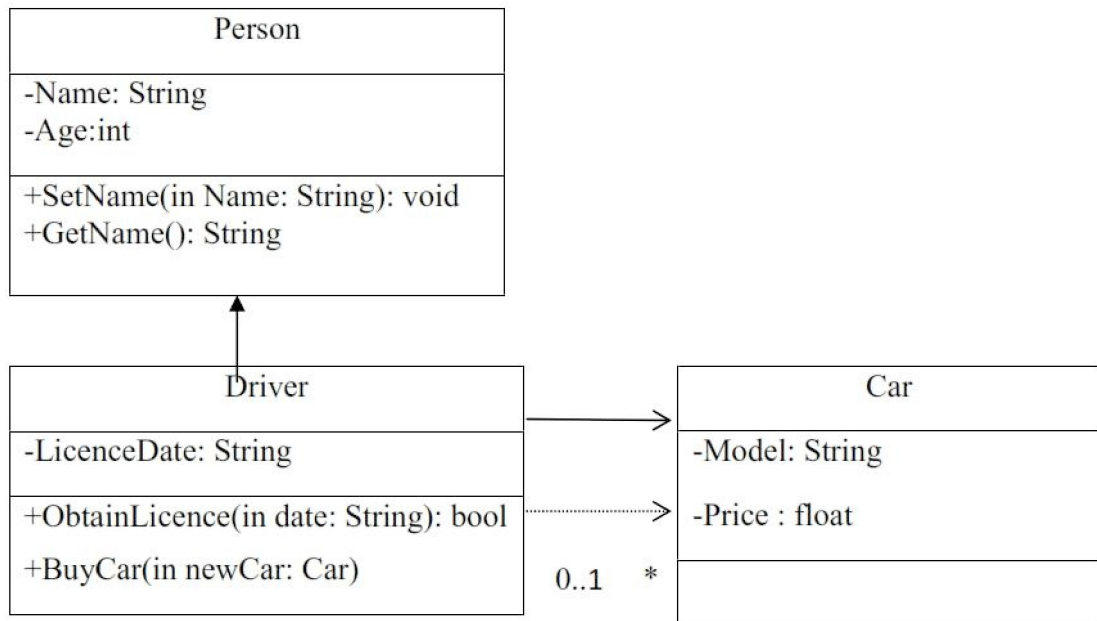 Person
-Name: String
-Age:int
+SetName(in Name: String): void
+GetName(): String
Driver
-LicenceDate: String
+ObtainLicence(in date: String): bool
+BuyCar(in newCar: Car)
0..1 *
Car
-Model: String
-Price : float